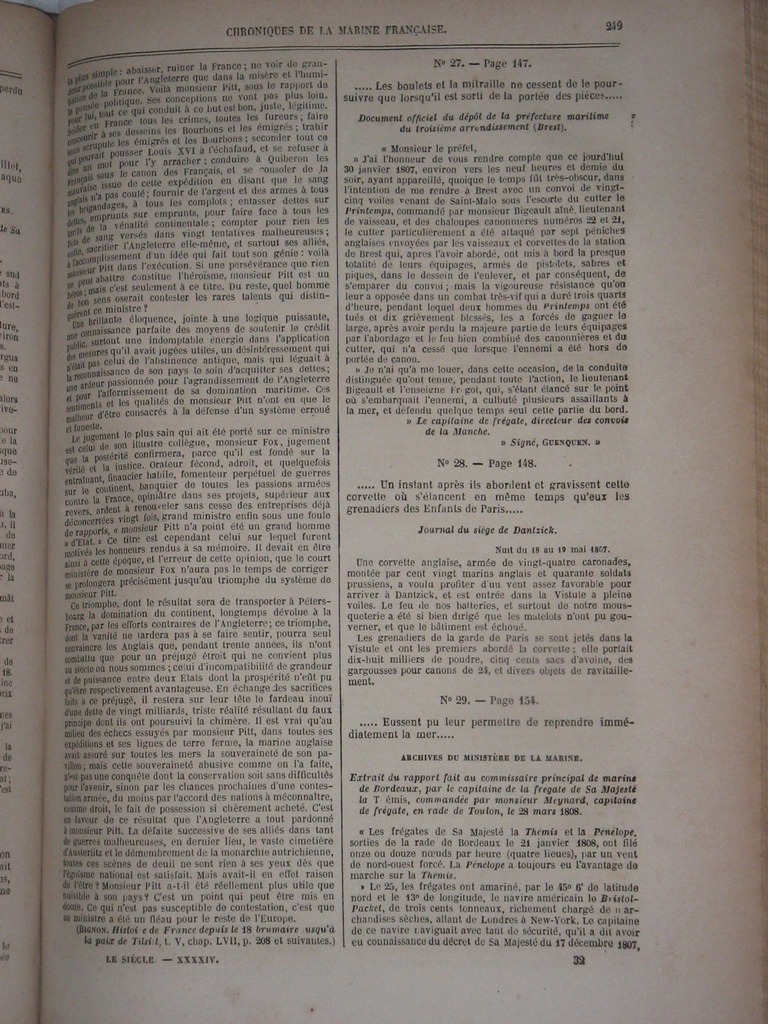 CHRONIQUES DE LA MARINE FRANÇAISE.
249
la plus simple : abaisser, ruiner la France ; ne voir de gran-
deur possible pour l'Angleterre que dans la misère et l'humi-
liation de la France. Voilà monsieur Pitt, sous le rapport de
la pensée politique. Ses conceptions ne vont pas plus loin.
Pour lui, tout ce qui conduit à ce but est bon, juste, légitime.
Solder en France tous les crimes, toutes les fureurs ; faire
concourir à ses desseins les Bourbons et les émigrés ; trahir
sans scrupule les émigrés et les Bourbons ; seconder tout ce
qui pouvait pousser Louis XVI à l'échafaud, et se refuser à
dire un mot pour l'y arracher ; conduire à Quiberon les
Français sous le canon des Français, et se consoler de la
mauvaise issue de cette expédition en disant que le sang
anglais n'a pas coulé ; fournir de l'argent et des armes à tous
les brigandages, à tous les complots ; entasser dettes sur
dettes, emprunts sur emprunts, pour faire face à tous les
tarifs de la vénalité continentale ; compter pour rien les
flots de sang versés dans vingt tentatives malheureuses ;
enfin, sacrifier l'Angleterre elle-même, et surtout ses alliés,
à l'accomplissement d'un idée qui fait tout son génie : voilà
monsieur Pitt dans l'exécution. Si une persévérance que rien
ne peut abattre constitue l'héroïsme, monsieur Pitt est un
héros ; mais c'est seulement à ce titre. Du reste, quel homme
de bon sens oserait contester les rares talents qui distin-
guèrent ce ministre ?
Une brillante éloquence, jointe à une logique puissante,
une connaissance parfaite des moyens de soutenir le crédit
public, surtout une indomptable énergie dans l'application
des mesures qu'il avait jugées utiles, un désintéressement qui
n'était pas celui de l'abstinence antique, mais qui léguait à
la reconnaissance de son pays le soin d'acquitter ses dettes ;
une ardeur passionnée pour l'agrandissement de l'Angleterre
et pour l'affermissement de sa domination maritime. Ces
sentiments et les qualités de monsieur Pitt n'ont eu que le
malheur d'être consacrés à la défense d'un système erroné
et funeste.
Le jugement le plus sain qui ait été porté sur ce ministre
est celui de son illustre collègue, monsieur Fox, jugement
que la postérité confirmera, parce qu'il est fondé sur la
vérité et la justice. Orateur fécond, adroit, et quelquefois
entraînant, financier habile, fomenteur perpétuel de guerres
sur le continent, banquier de toutes les passions armées
contre la France, opiniâtre dans ses projets, supérieur aux
revers, ardent à renouveler sans cesse des entreprises déjà
déconcertées vingt fois, grand ministre enfin sous une foule
de rapports, « monsieur Pitt n'a point été un grand homme
» d'État. » Ce titre est cependant celui sur lequel furent
motivés les honneurs rendus à sa mémoire. Il devait en être
ainsi à cette époque, et l'erreur de cette opinion, que le court
ministère de monsieur Fox n'aura pas le temps de corriger
se prolongera précisément jusqu'au triomphe du système de
monsieur Pitt.
Ce triomphe, dont le résultat sera de transporter à Péters-
bourg la domination du continent, longtemps dévolue à la
France, par les efforts contraires de l'Angleterre ; ce triomphe,
dont la vanité ne tardera pas à se faire sentir, pourra seul
convaincre les Anglais que, pendant trente années, ils n'ont
combattu que pour un préjugé étroit qui ne convient plus
au siècle où nous sommes ; celui d'incompatibilité de grandeur
et de puissance entre deux Etats dont la prospérité n'eût pu
qu'être respectivement avantageuse. En échange des sacrifices
faits à ce préjugé, il restera sur leur tête le fardeau inouï
d'une dette de vingt milliards, triste réalité résultant du faux
principe dont ils ont poursuivi la chimère. Il est vrai qu'au
milieu des échecs essuyés par monsieur Pitt, dans toutes ses
expéditions et ses lignes de terre ferme, la marine anglaise
avait assuré sur toutes les mers la souveraineté de son pa-
villon ; mais cette souveraineté abusive comme on l'a faite,
n'est pas une conquête dont la conservation soit sans difficultés
pour l'avenir, sinon par les chances prochaines d'une contes-
tation armée, du moins par l'accord des nations à méconnaître,
comme droit, le fait de possession si chèrement acheté. C'est
en faveur de ce résultat que l'Angleterre a tout pardonné
à monsieur Pitt. La défaite successive de ses alliés dans tant
de guerres malheureuses, en dernier lieu, le vaste cimetière
d'Austerlitz et le démembrement de la monarchie autrichienne,
toutes ces scènes de deuil ne sont rien à ses yeux dès que
l'égoïsme national est satisfait. Mais avait-il en effet raison
de l'être ? Monsieur Pitt a-t-il été réellement plus utile que
nuisible à son pays ? C'est un point qui peut être mis en
doute. Ce qui n'est pas susceptible de contestation, c'est que
ce ministre a été un fléau pour le reste de l'Europe.
(BIGNON. Histoi e de France depuis le 18 brumaire usqu'à
la paix de Tilsi t, t. V, chap. LVII, p. 208 et suivantes.)
LE SIÈCLE. — XXXXIV.
N° 27. — Page 147.
..... Les boulets et la mitraille ne cessent de le pour-
suivre que lorsqu'il est sorti de la portée des pièces.....
Document officiel du dépôt de la préfecture maritime
du troisième arrondissement (Brest).
« Monsieur le préfet,
» J'ai l'honneur de vous rendre compte que ce jourd'hui
30 janvier 1807, environ vers les neuf heures et demie du
soir, ayant appareillé, quoique le temps fût très-obscur, dans
l'intention de me rendre à Brest avec un convoi de vingt-
cinq voiles venant de Saint-Malo sous l'escorte du cutter le
Printemps, commandé par monsieur Bigeault aîné, lieutenant
de vaisseau, et des chaloupes canonnières numéros 22 et 21,
le cutter particulièrement a été attaqué par sept péniches
anglaises envoyées par les vaisseaux et corvettes de la station
de Brest qui, après l'avoir abordé, ont mis à bord la presque
totalité de leurs équipages, armés de pistolets, sabres et
piques, dans le dessein de l'enlever, et par conséquent, de
s'emparer du convoi ; mais la vigoureuse résistance qu'on
leur a opposée dans un combat très-vif qui a duré trois quarts
d'heure, pendant lequel deux hommes du Printemps ont été
tués et dix grièvement blessés, les a forcés de gagner le
large, après avoir perdu la majeure partie de leurs équipages
par l'abordage et le feu bien combiné des canonnières et du
cutter, qui n'a cessé que lorsque l'ennemi a été hors de
portée de canon.
» Je n'ai qu'à me louer, dans cette occasion, de la conduite
distinguée qu'ont tenue, pendant toute l'action, le lieutenant
Bigeault et l'enseigne Fr gol, qui, s'étant élancé sur le point
où s'embarquait l'ennemi, a culbuté plusieurs assaillants à
la mer, et défendu quelque temps seul cette partie du bord.
» Le capitaine de frégate, directeur des convois
de la Manche.
» Signé, GUENQUEN. »
N° 28. — Page 148.
..... Un instant après ils abordent et gravissent cette
corvette où s'élancent en même temps qu'eux les
grenadiers des Enfants de Paris.....
Journal du siège de Dantzick.
Nuit du 18 au 19 mai 1807.
Une corvette anglaise, armée de vingt-quatre caronades,
montée par cent vingt marins anglais et quarante soldats
prussiens, a voulu profiter d'un vent assez favorable pour
arriver à Dantzick, et est entrée dans la Vistule à pleine
voiles. Le feu de nos batteries, et surtout de notre mous-
queterie a été si bien dirigé que les matelots n'ont pu gou-
verner, et que le bâtiment est échoué.
Les grenadiers de la garde de Paris se sont jetés dans la
Vistule et ont les premiers abordé la corvette ; elle portait
dix-huit milliers de poudre, cinq cents sacs d'avoine, des
gargousses pour canons de 24, et divers objets de ravitaille-
ment.
N° 29. — Page 154.
..... Eussent pu leur permettre de reprendre immé-
diatement la mer.....
ARCHIVES DU MINISTÈRE DE LA MARINE.
Extrait du rapport fait au commissaire principal de marine
de Bordeaux, par le capitaine de la fregate de Sa Majesté
la T émis, commandée par monsieur Meynard, capitaine
de frégate, en rade de Toulon, le 28 mars 1808.
« Les frégates de Sa Majesté la Thémis et la Pénélope,
sorties de la rade de Bordeaux le 21 janvier 1808, ont filé
onze ou douze nœuds par heure (quatre lieues), par un vent
de nord-ouest forcé. La Pénélope a toujours eu l'avantage de
marche sur la Thémis.
» Le 25, les frégates ont amariné, par le 45° 6' de latitude
nord et le 13° de longitude, le navire américain le Bristol-
Packet, de trois cents tonneaux, richement chargé de marchandises
chandises sèches, allant de Londres à New-York. Le capitaine
de ce navire naviguait avec tant de sécurité, qu'il a dit avoir
eu connaissance du décret de Sa Majesté du 17 décembre 1807,
32